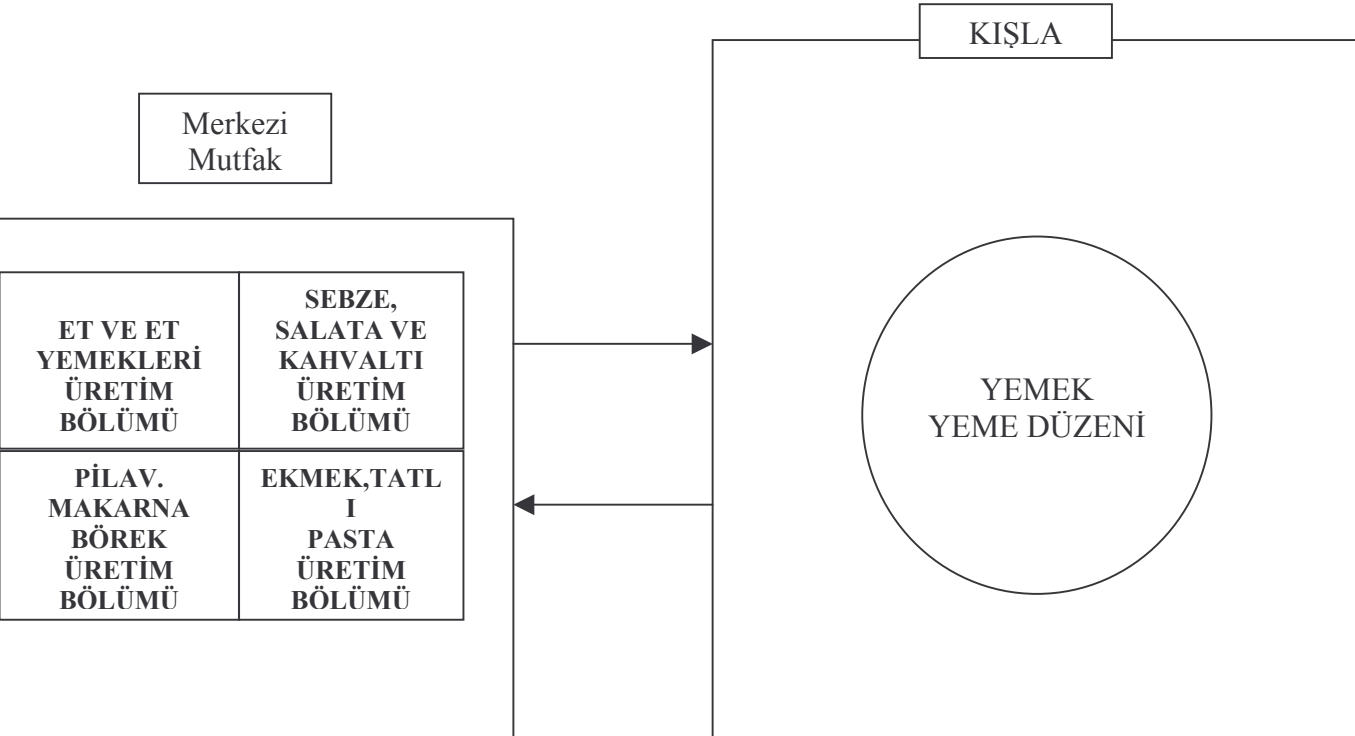 KIŞLA
Merkezi
Mutfak
ET VE ET
YEMEKLERİ
ÜRETİM
BÖLÜMÜ
SEBZE,
SALATA VE
KAHVALTI
ÜRETİM
BÖLÜMÜ
PİLAV.
MAKARNA
BÖREK
ÜRETİM
BÖLÜMÜ
EKMEK,TATL
I
PASTA
ÜRETİM
BÖLÜMÜ
YEMEK
YEME DÜZENİ